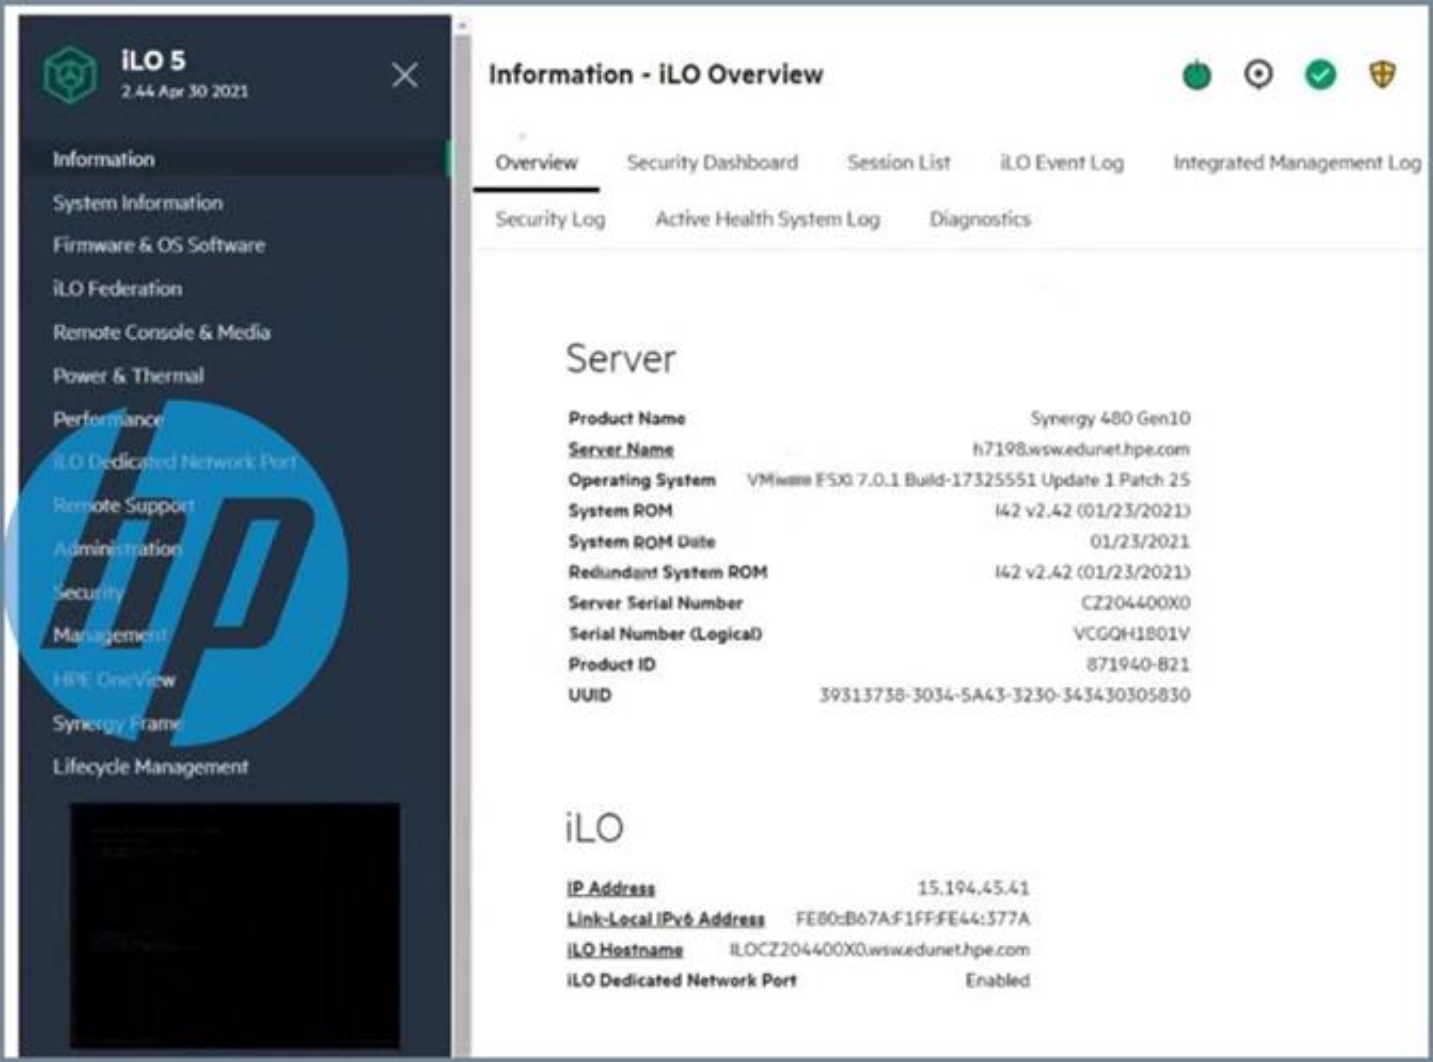 iLO 5
2.44 Apr 30 2021
Information
System Information
Firmware & OS Software
iLO Federation
Remote Console & Media
Power & Thermal
Performance
iLO Dedicated Network Port
Remote Support
Administration
Security
Management
HPE OneView
Synergy Frame
Lifecycle Management
hp
Information - iLO Overview
Overview Security Dashboard Session List iLO Event Log Integrated Management Log
Security Log Active Health System Log Diagnostics
Server
Product Name Synergy 480 Gen10
Server Name h7198.wsw.edunet.hpe.com
Operating System VMware ESXi 7.0.1 Build-17325551 Update 1 Patch 25
System ROM I42 v2.42 (01/23/2021)
System ROM Date 01/23/2021
Redundant System ROM I42 v2.42 (01/23/2021)
Server Serial Number CZ204400X0
Serial Number (Logical) VCGQH1801V
Product ID 871940-B21
UUID 39313738-3034-5A43-3230-343430305830
iLO
IP Address 15.194.45.41
Link-Local IPv6 Address FE80::B67A:F1FF:FE44:377A
iLO Hostname ILOCZ204400X0.wsw.edunet.hpe.com
iLO Dedicated Network Port Enabled